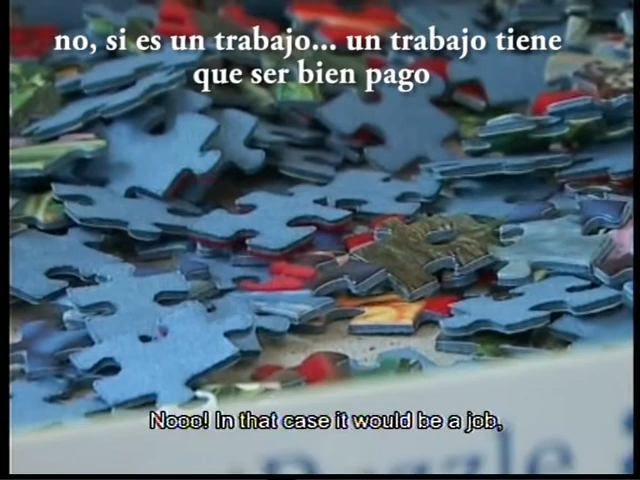 no, si es un trabajo... un trabajo tiene
que ser bien pago
Nooo! In that case it would be a job,